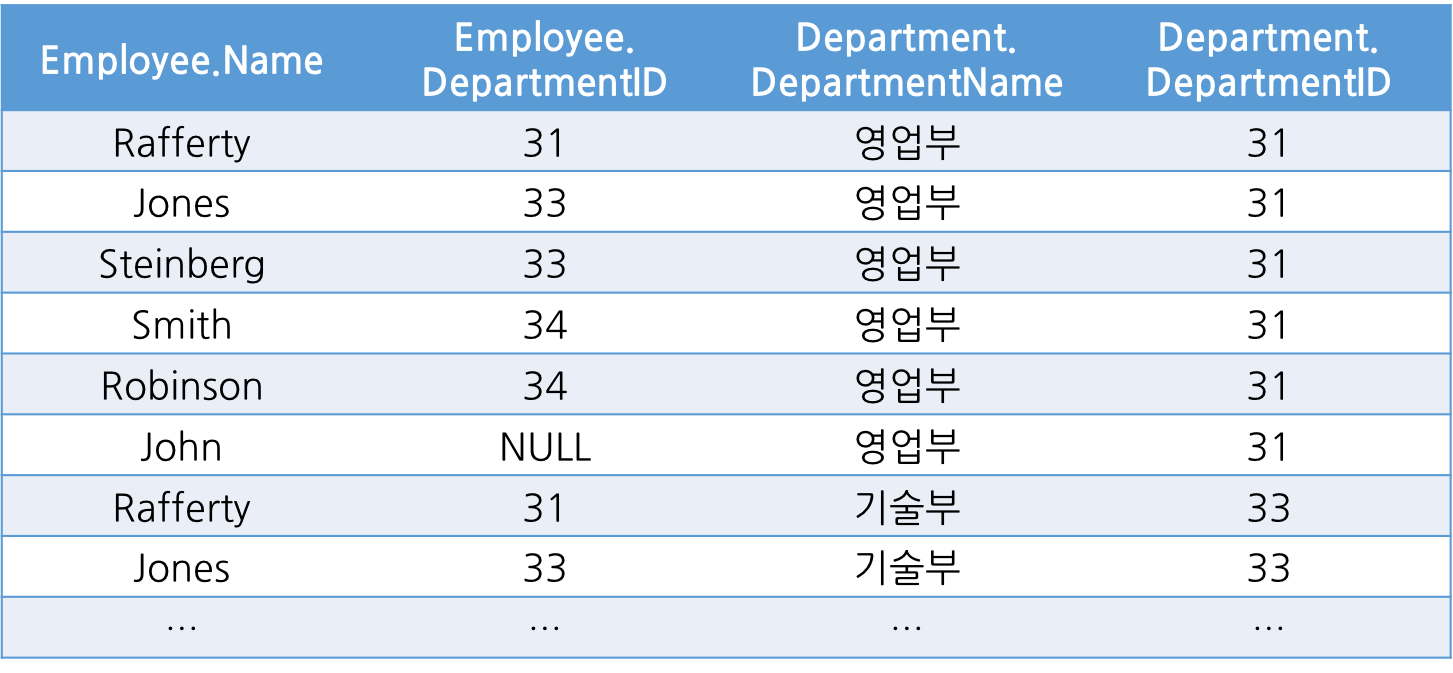 Employee.Name Employee.DepartmentID Department.DepartmentName Department.DepartmentID
Rafferty 31 영업부 31
Jones 33 영업부 31
Steinberg 33 영업부 31
Smith 34 영업부 31
Robinson 34 영업부 31
John NULL 영업부 31
Rafferty 31 기술부 33
Jones 33 기술부 33
… … … …